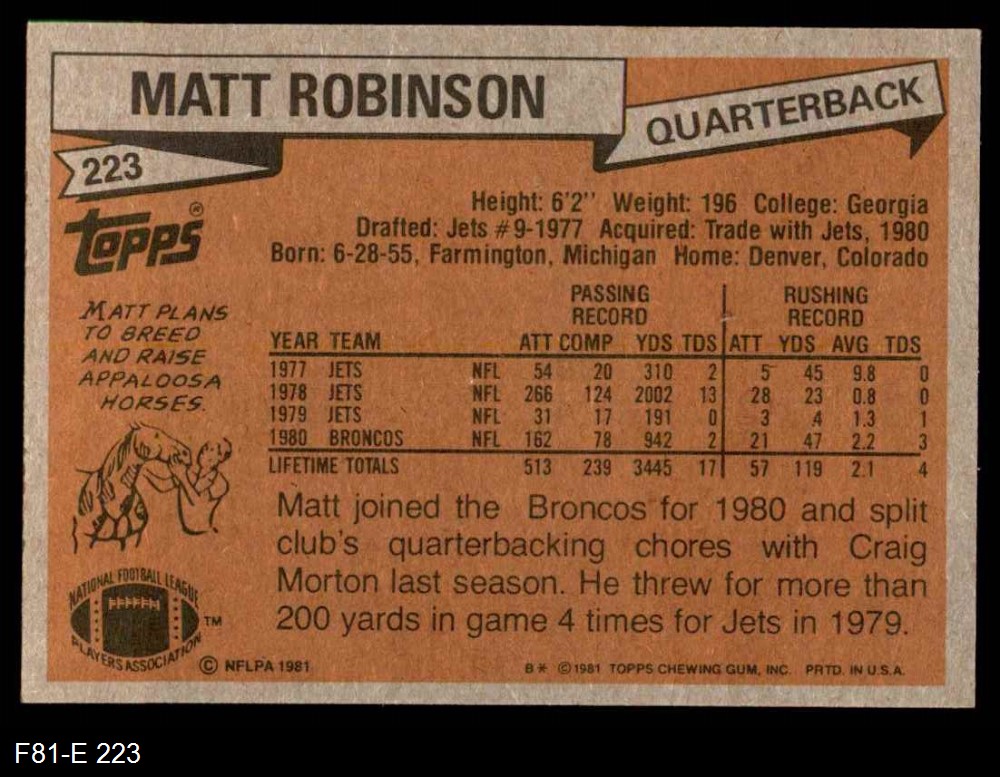 MATT ROBINSON
QUARTERBACK
223
Topps®
Height: 6'2'' Weight: 196 College: Georgia
Drafted: Jets #9-1977 Acquired: Trade with Jets, 1980
Born: 6-28-55, Farmington, Michigan Home: Denver, Colorado
MATT PLANS
TO BREED
AND RAISE
APPALOOSA
HORSES.
PASSING RUSHING
RECORD RECORD
YEAR TEAM ATT COMP YDS TDS ATT YDS AVG TDS
1977 JETS NFL 54 20 310 2 5 45 9.8 0
1978 JETS NFL 266 124 2002 13 28 23 0.8 0
1979 JETS NFL 31 17 191 0 3 4 1.3 1
1980 BRONCOS NFL 162 78 942 2 21 47 2.2 3
LIFETIME TOTALS 513 239 3445 17 57 119 2.1 4
Matt joined the Broncos for 1980 and split
club's quarterbacking chores with Craig
Morton last season. He threw for more than
200 yards in game 4 times for Jets in 1979.
NATIONAL FOOTBALL LEAGUE
PLAYERS ASSOCIATION TM
© NFLPA 1981
B* ©1981 TOPPS CHEWING GUM, INC. PRTD. IN U.S.A.
F81-E 223